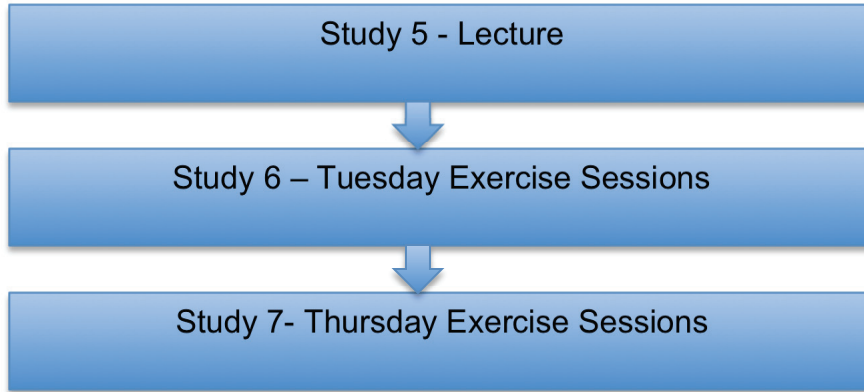 Study 5 - Lecture
Study 6 – Tuesday Exercise Sessions
Study 7- Thursday Exercise Sessions